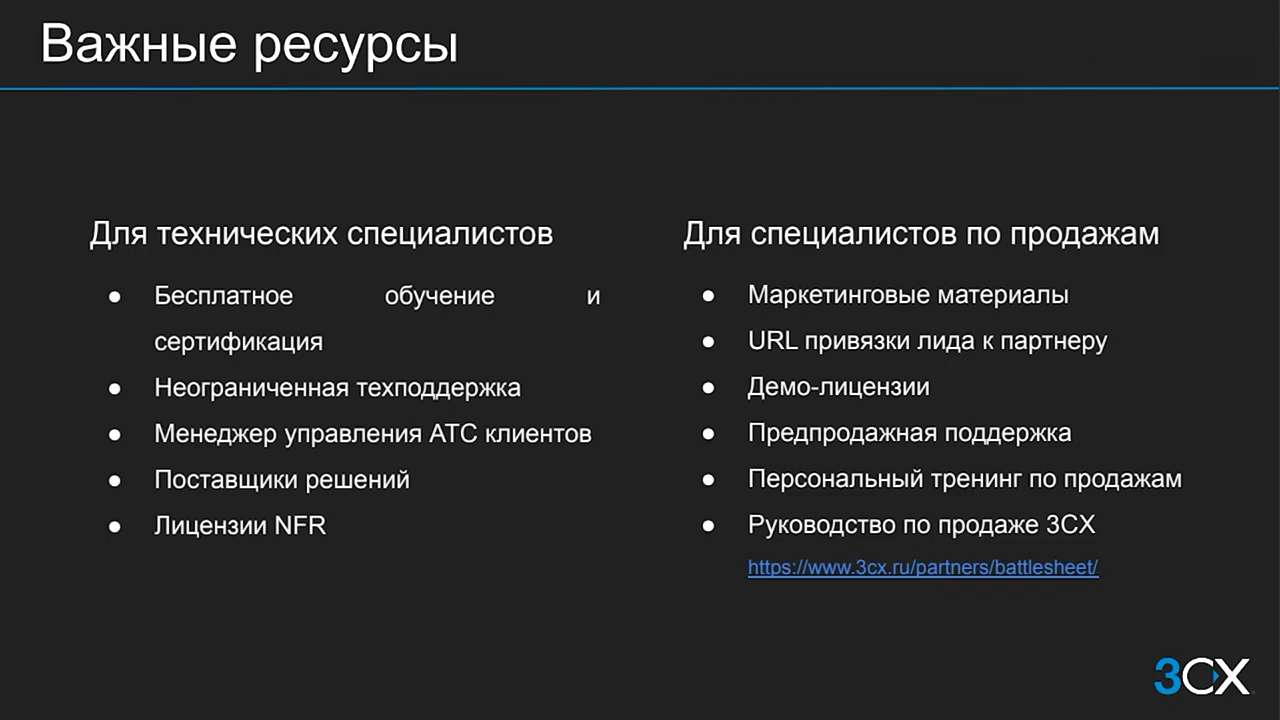 Важные ресурсы
Для технических специалистов
● Бесплатное обучение и
сертификация
● Неограниченная техподдержка
● Менеджер управления АТС клиентов
● Поставщики решений
● Лицензии NFR
Для специалистов по продажам
● Маркетинговые материалы
● URL привязки лида к партнеру
● Демо-лицензии
● Предпродажная поддержка
● Персональный тренинг по продажам
● Руководство по продаже 3CX
https://www.3cx.ru/partners/battlesheet/
3CX